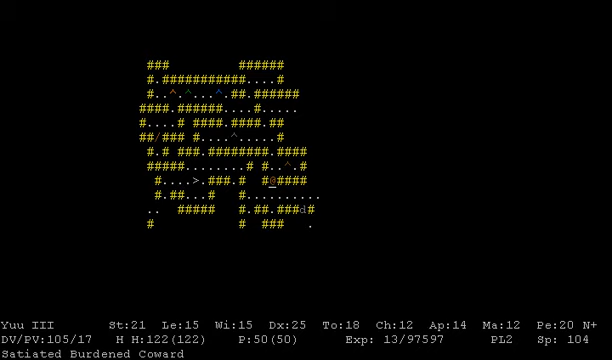 ###         ######
#.###########....#
#..^.^...^.##.######
####.######....#.....
#....# ####.####.##
##/### #....^.....#
#.# ###.########.####
#####........# #..^.#
#....>.###.#  #@####
#.##...#   #..........
..  #####   #.##.###d#
#           #  ###   .
Yuu III St:21 Le:15 Wi:15 Dx:25 To:18 Ch:12 Ap:14 Ma:12 Pe:20 N+
DV/PV:105/17 H H:122(122) P:50(50) Exp: 13/97597 PL2 Sp: 104
Satiated Burdened Coward